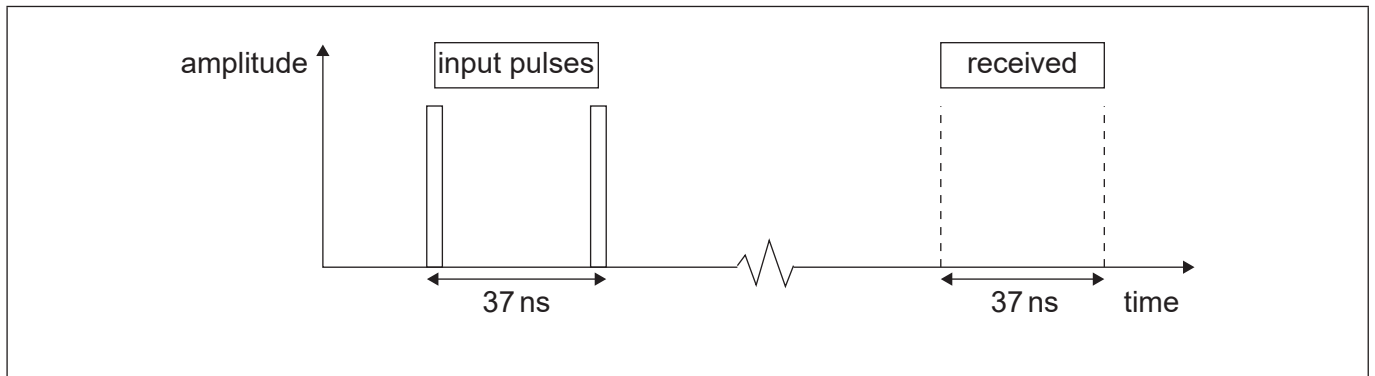 amplitude
input pulses
received
37 ns
37 ns
time